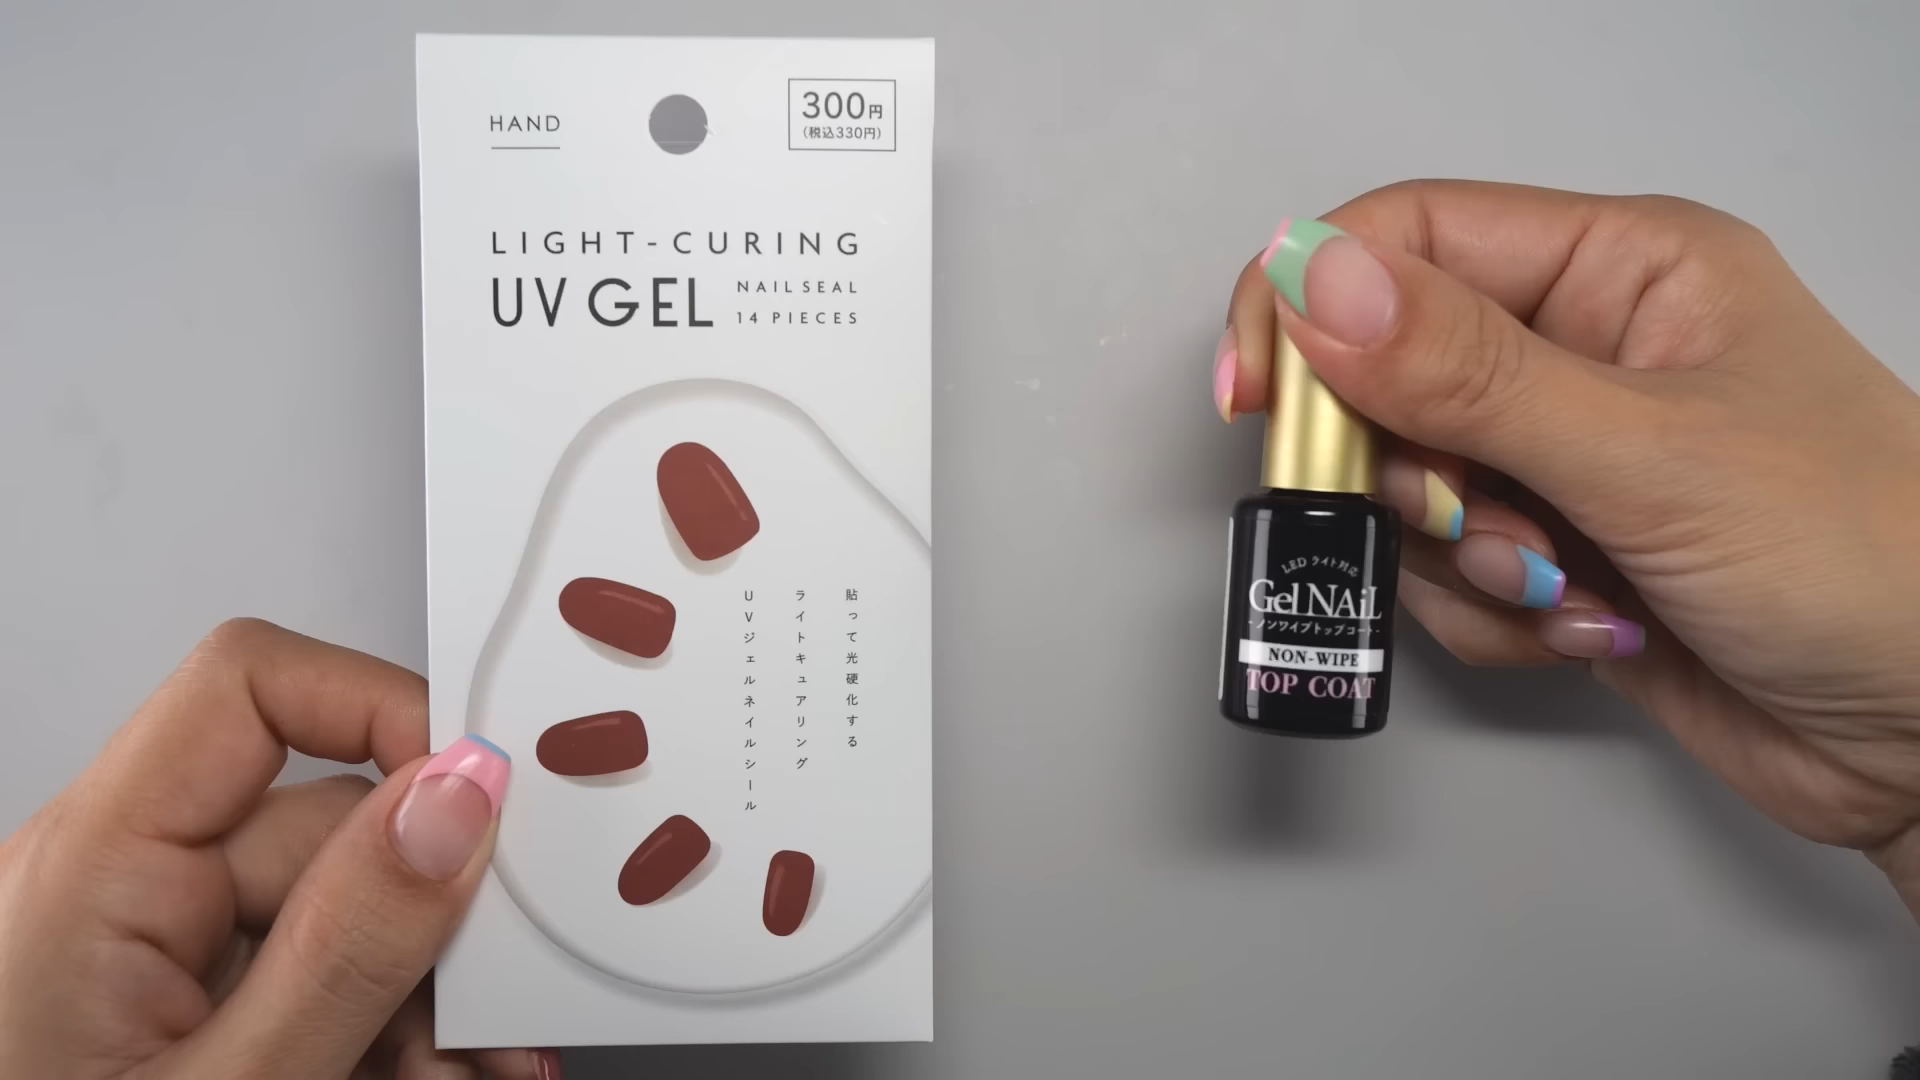 HAND
300円
(税込330円)
LIGHT-CURING
UV GEL
NAIL SEAL
14 PIECES
貼って光硬化する
ライトキュアリング
UVジェルネイルシール
LED ライト対応
Gel NAiL
-ノンワイプトップコート-
NON-WIPE
TOP COAT